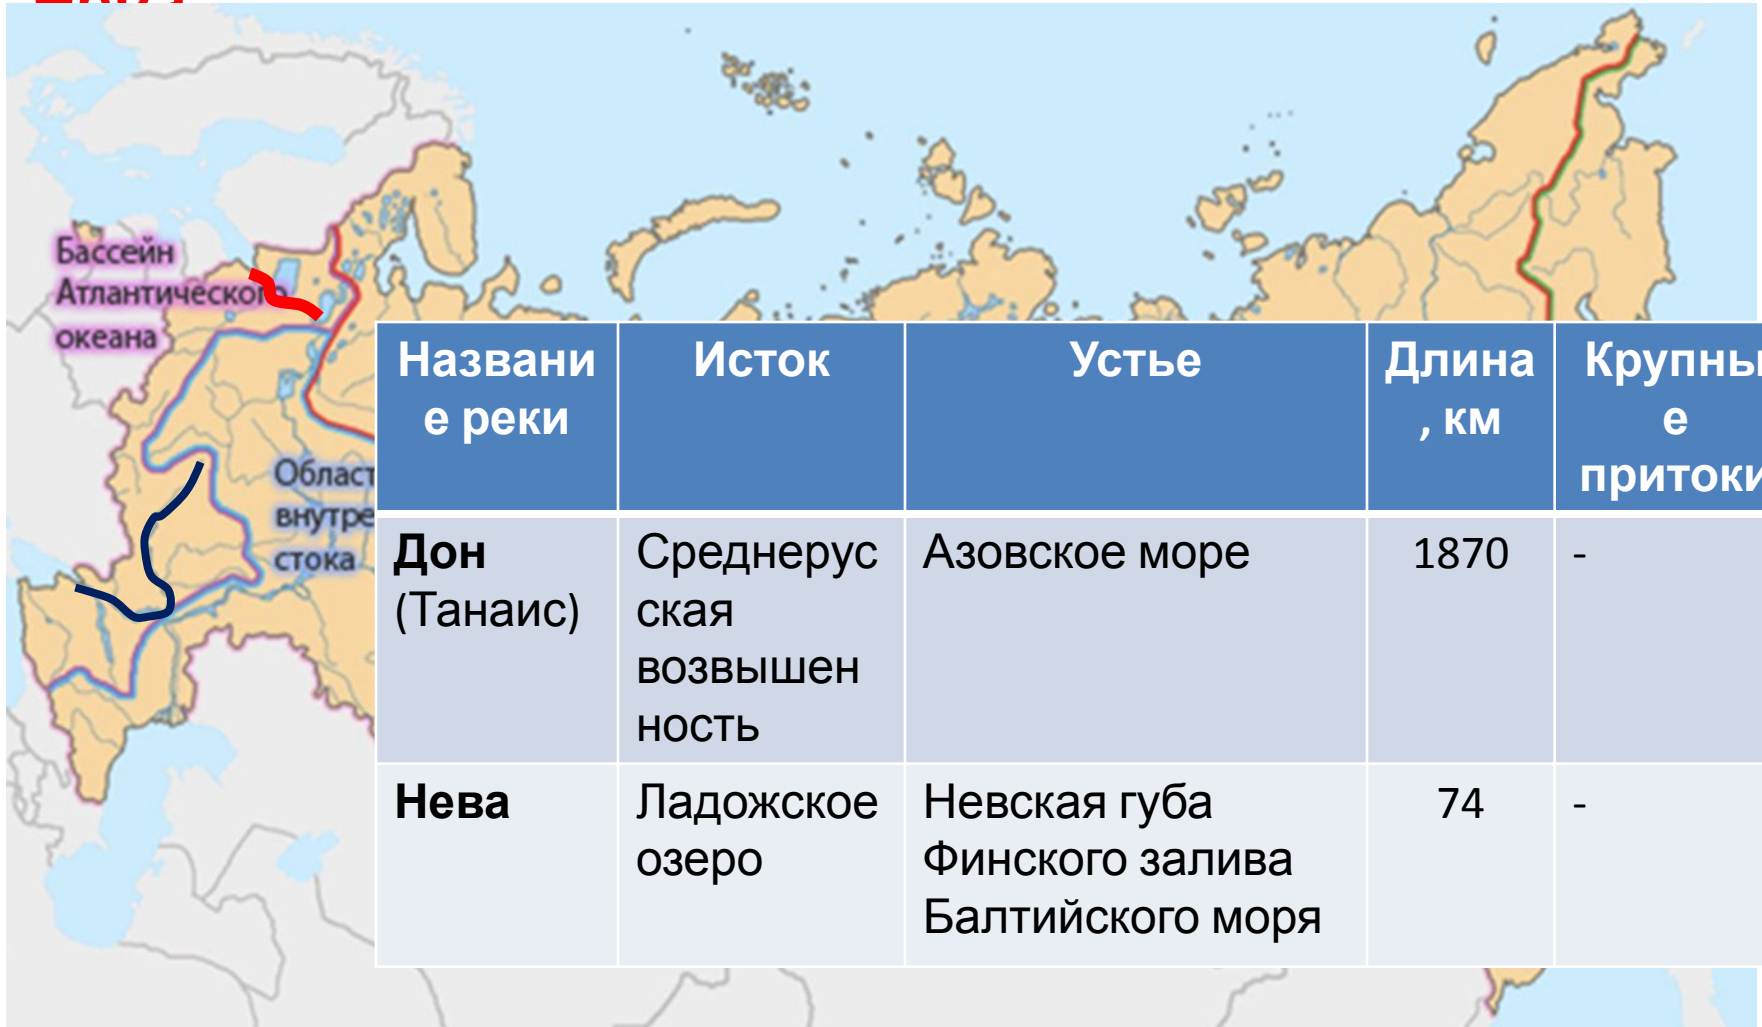 Бассейн
Атлантического
океана
Област
внутре
стока
Названи
е реки
Исток
Устье
Длина
, км
Крупны
е
притоки
Дон
(Танаис)
Среднерус
ская
возвышен
ность
Азовское море
1870
-
Нева
Ладожское
озеро
Невская губа
Финского залива
Балтийского моря
74
-